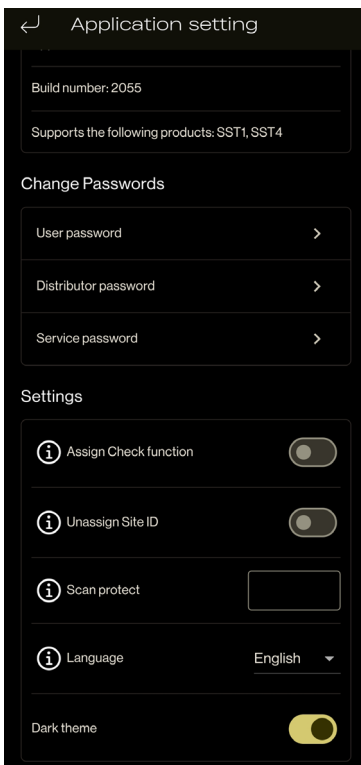 Application setting
Build number: 2055
Supports the following products: SST1, SST4
Change Passwords
User password
Distributor password
Service password
Settings
Assign Check function
Unassign Site ID
Scan protect
Language English
Dark theme